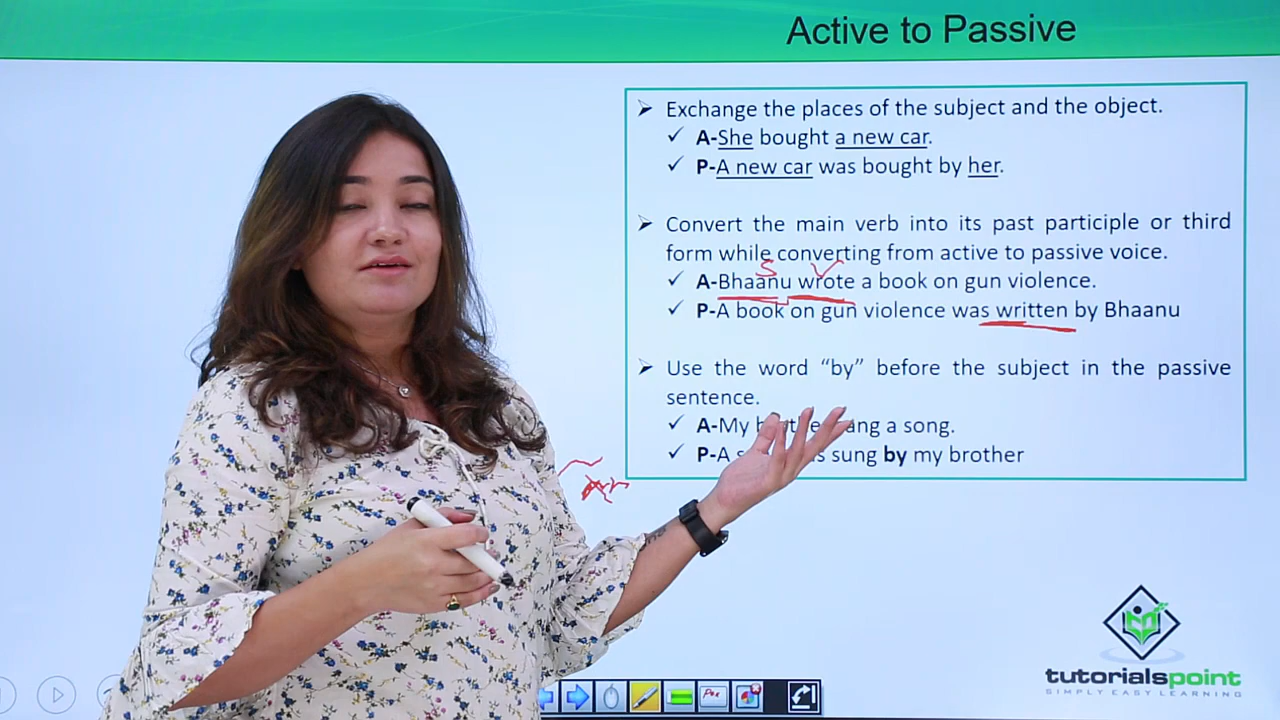 Active to Passive
Exchange the places of the subject and the object.
A-She bought a new car.
P-A new car was bought by her.
Convert the main verb into its past participle or third
form while converting from active to passive voice.
S V
A-Bhaanu wrote a book on gun violence.
P-A book on gun violence was written by Bhaanu
Use the word “by” before the subject in the passive
sentence.
A-My sang a song.
P-A sung by my brother
tutorialspoint
SIMPLY EASY LEARNING
Pen